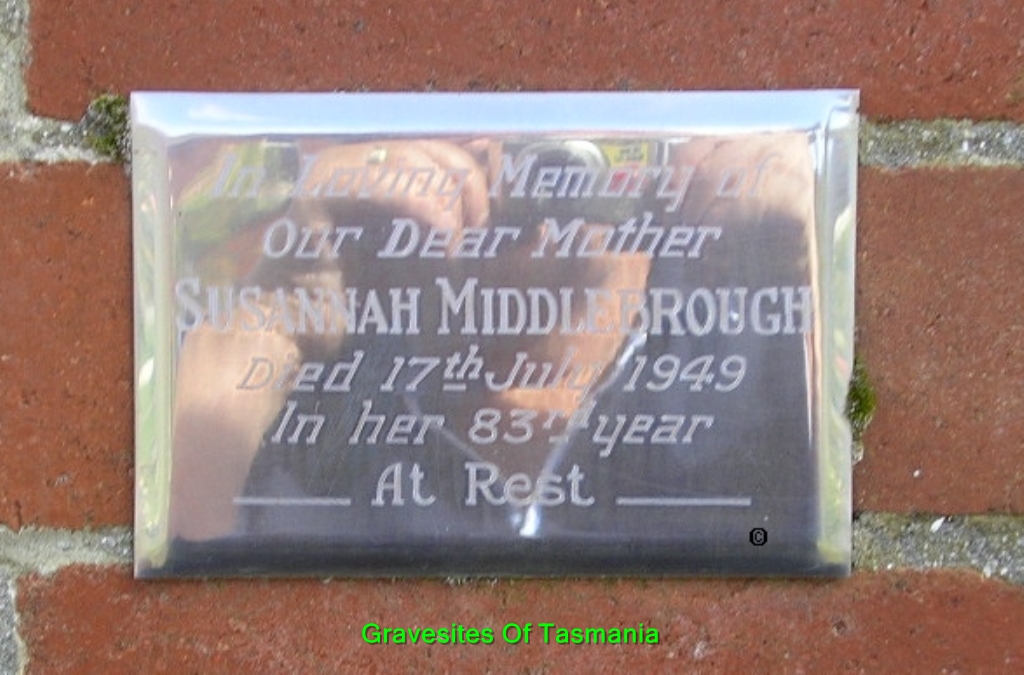 In Loving Memory of
Our Dear Mother
SUSANNAH MIDDLEBROUGH
Died 17th July 1949
In her 83rd year
At Rest
©
Gravesites Of Tasmania